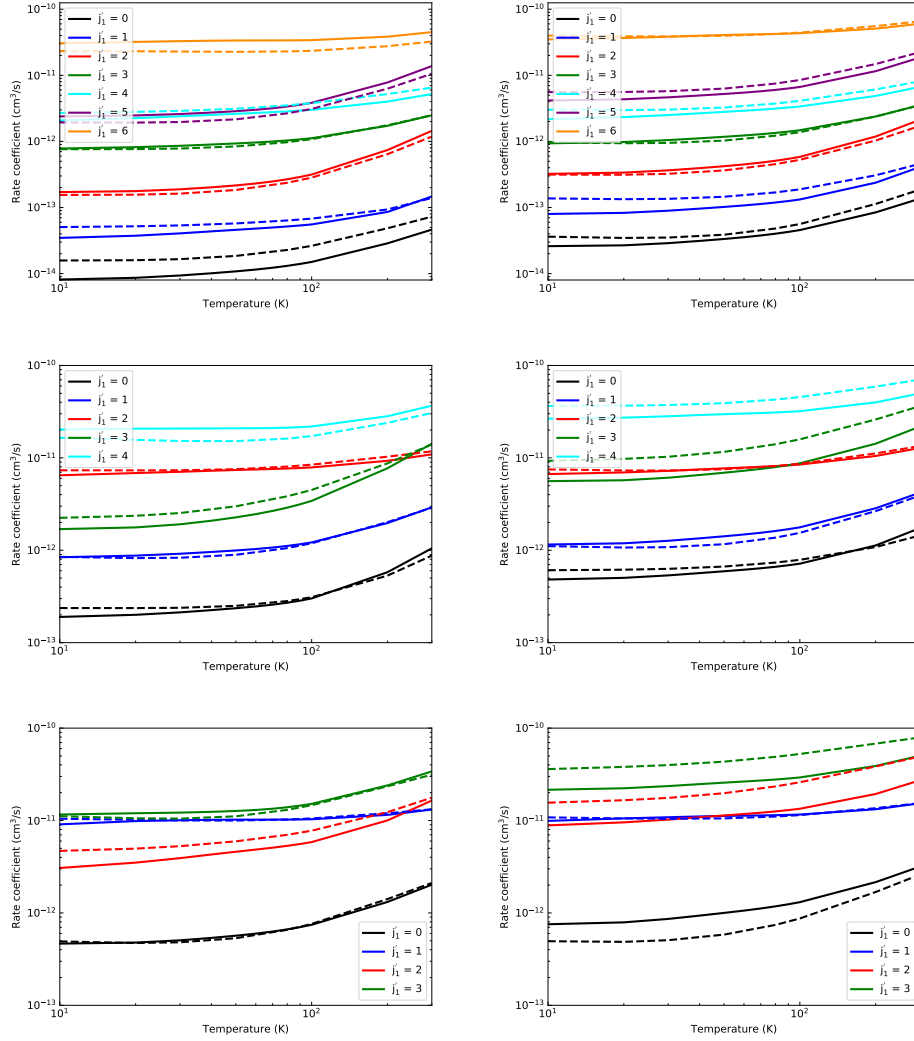 10⁻¹⁰
10⁻¹¹
10⁻¹²
10⁻¹³
10⁻¹⁴
Rate coefficient (cm³/s)
j₁′ = 0
j₁′ = 1
j₁′ = 2
j₁′ = 3
j₁′ = 4
j₁′ = 5
j₁′ = 6
10¹
10²
Temperature (K)
10⁻¹⁰
10⁻¹¹
10⁻¹²
10⁻¹³
10⁻¹⁴
Rate coefficient (cm³/s)
j₁′ = 0
j₁′ = 1
j₁′ = 2
j₁′ = 3
j₁′ = 4
j₁′ = 5
j₁′ = 6
10¹
10²
Temperature (K)
10⁻¹⁰
10⁻¹¹
10⁻¹²
10⁻¹³
Rate coefficient (cm³/s)
j₁′ = 0
j₁′ = 1
j₁′ = 2
j₁′ = 3
j₁′ = 4
10¹
10²
Temperature (K)
10⁻¹⁰
10⁻¹¹
10⁻¹²
10⁻¹³
Rate coefficient (cm³/s)
j₁′ = 0
j₁′ = 1
j₁′ = 2
j₁′ = 3
j₁′ = 4
10¹
10²
Temperature (K)
10⁻¹⁰
10⁻¹¹
10⁻¹²
10⁻¹³
Rate coefficient (cm³/s)
j₁′ = 0
j₁′ = 1
j₁′ = 2
j₁′ = 3
10¹
10²
Temperature (K)
10⁻¹⁰
10⁻¹¹
10⁻¹²
10⁻¹³
Rate coefficient (cm³/s)
j₁′ = 0
j₁′ = 1
j₁′ = 2
j₁′ = 3
10¹
10²
Temperature (K)